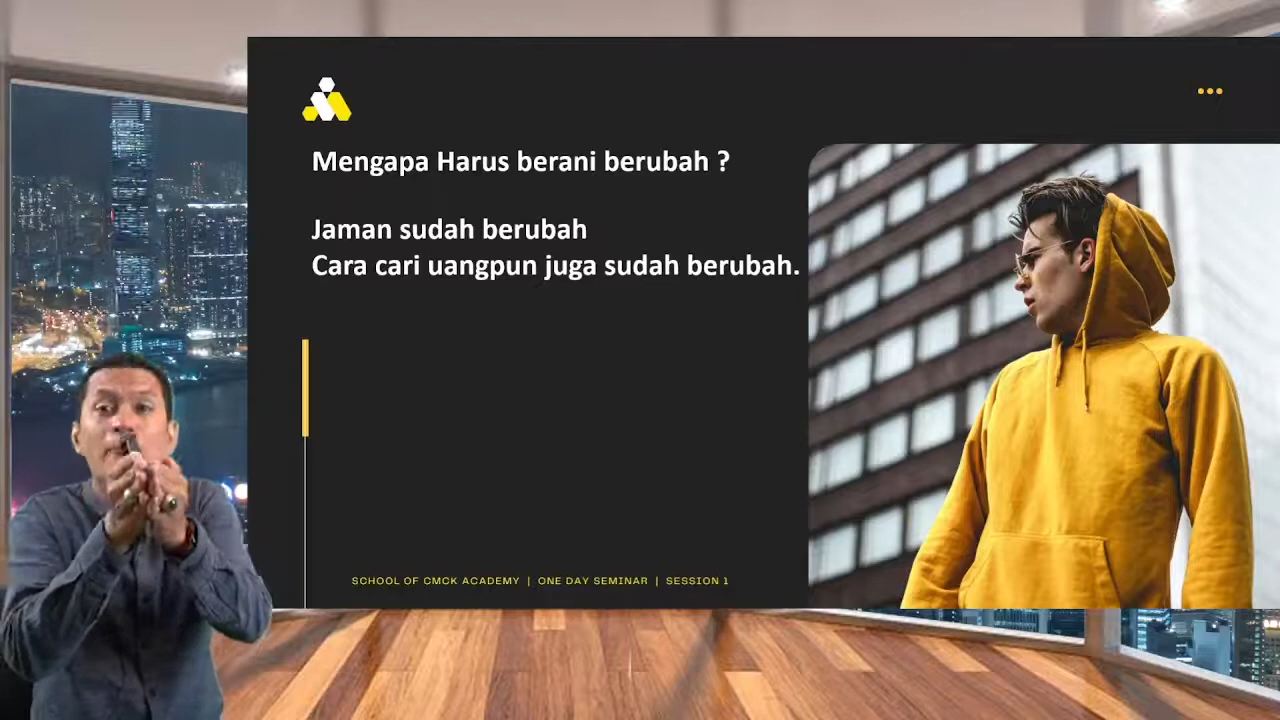 Mengapa Harus berani berubah ?
Jaman sudah berubah
Cara cari uangpun juga sudah berubah.
SCHOOL OF CMCK ACADEMY | ONE DAY SEMINAR | SESSION 1